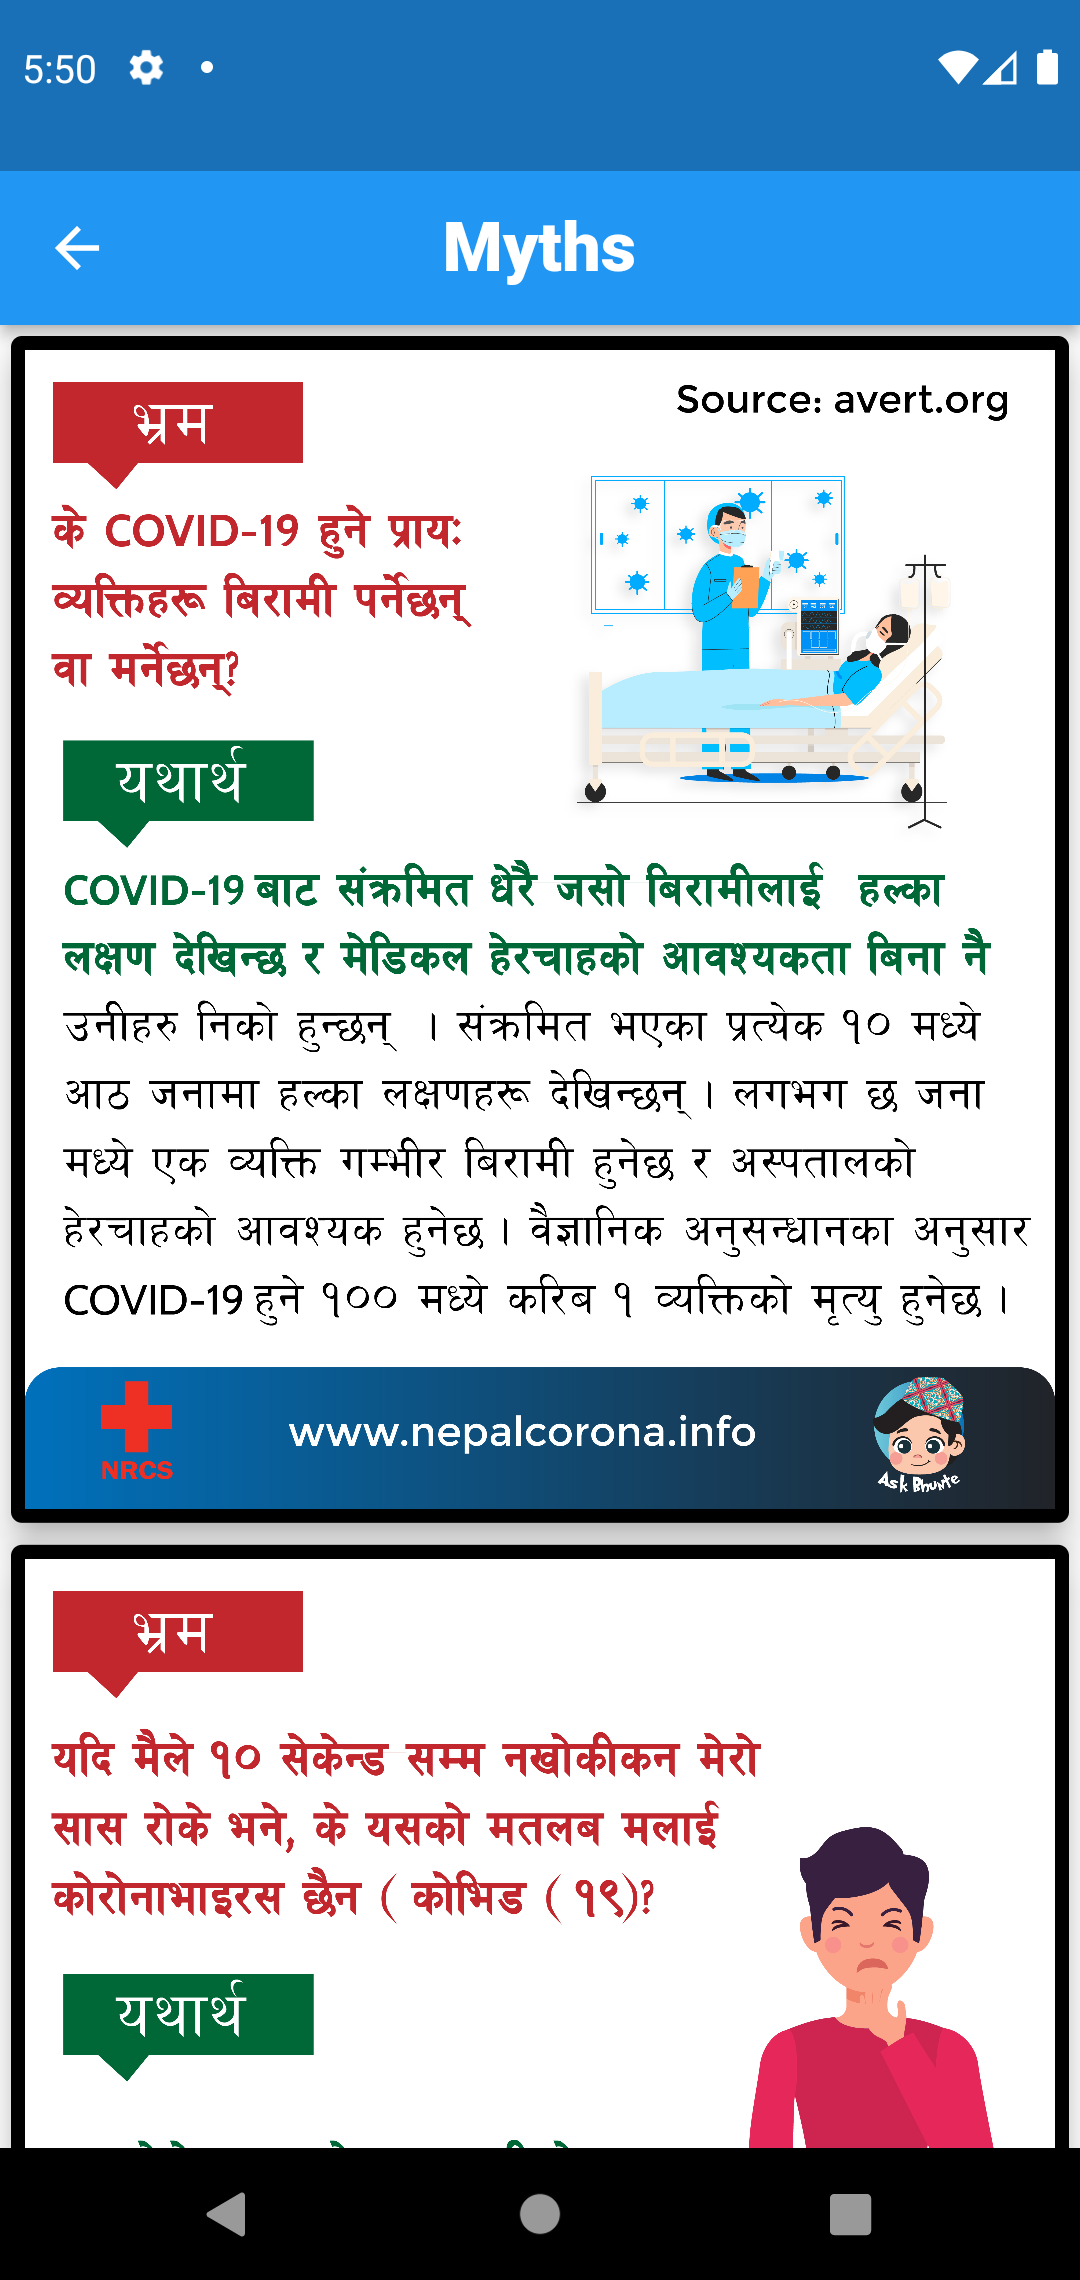 5:50
Myths
Source: avert.org
भ्रम
के COVID-19 हुने प्रायः
व्यक्तिहरू बिरामी पर्नेछन्
वा मर्नेछन्?
यथार्थ
COVID-19 बाट संक्रमित धेरै जसो बिरामीलाई हल्का
लक्षण देखिन्छ र मेडिकल हेरचाहको आवश्यकता बिना नै
उनीहरु निको हुन्छन् । संक्रमित भएका प्रत्येक १० मध्ये
आठ जनामा हल्का लक्षणहरू देखिन्छन् । लगभग छ जना
मध्ये एक व्यक्ति गम्भीर बिरामी हुनेछ र अस्पतालको
हेरचाहको आवश्यक हुनेछ । वैज्ञानिक अनुसन्धानका अनुसार
COVID-19 हुने १०० मध्ये करिब १ व्यक्तिको मृत्यु हुनेछ ।
NRCS
www.nepalcorona.info
Ask Bhunte
भ्रम
यदि मैले १० सेकेन्ड सम्म नखोकीकन मेरो
सास रोके भने, के यसको मतलब मलाई
कोरोनाभाइरस छैन ( कोभिड ( १९)?
यथार्थ